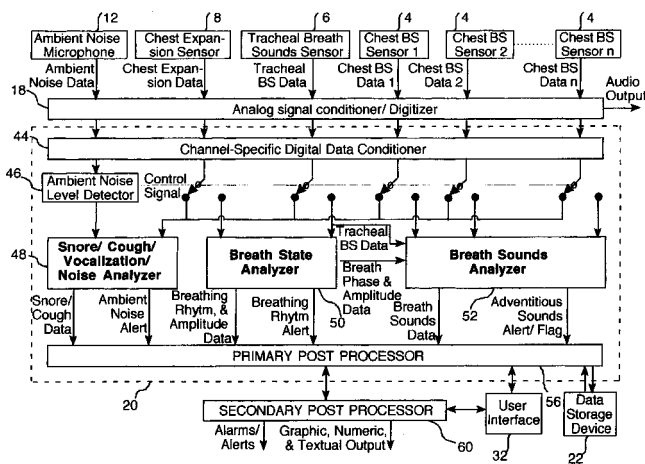 12
8
6
4
4
4
Ambient Noise
Microphone
Chest Expansion
Sensor
Tracheal Breath
Sounds Sensor
Chest BS
Sensor 1
Chest BS
Sensor 2
Chest BS
Sensor n
Ambient
Noise Data
Chest Expan-
sion Data
Tracheal
BS Data
Chest BS
Data 1
Chest BS
Data 2
Chest BS
Data n
Audio
Output
18
Analog signal conditioner/ Digitizer
44
Channel-Specific Digital Data Conditioner
46
Ambient Noise
Level Detector
Control
Signal
48
Snore/ Cough/
Vocalization/
Noise Analyzer
Breath State
Analyzer
50
Tracheal
BS Data
Breath
Phase &
Amplitude
Data
Breath Sounds
Analyzer
52
Snore/
Cough
Data
Ambient
Noise
Alert
Breathing
Rhytm, &
Amplitude
Data
Breathing
Rhytm
Alert
Breath
Sounds
Data
Adventitious
Sounds
Alert/ Flag
PRIMARY POST PROCESSOR
20
56
SECONDARY POST PROCESSOR
60
User
Interface
32
Data
Storage
Device
22
Alarms/
Alerts
Graphic, Numeric,
& Textual Output